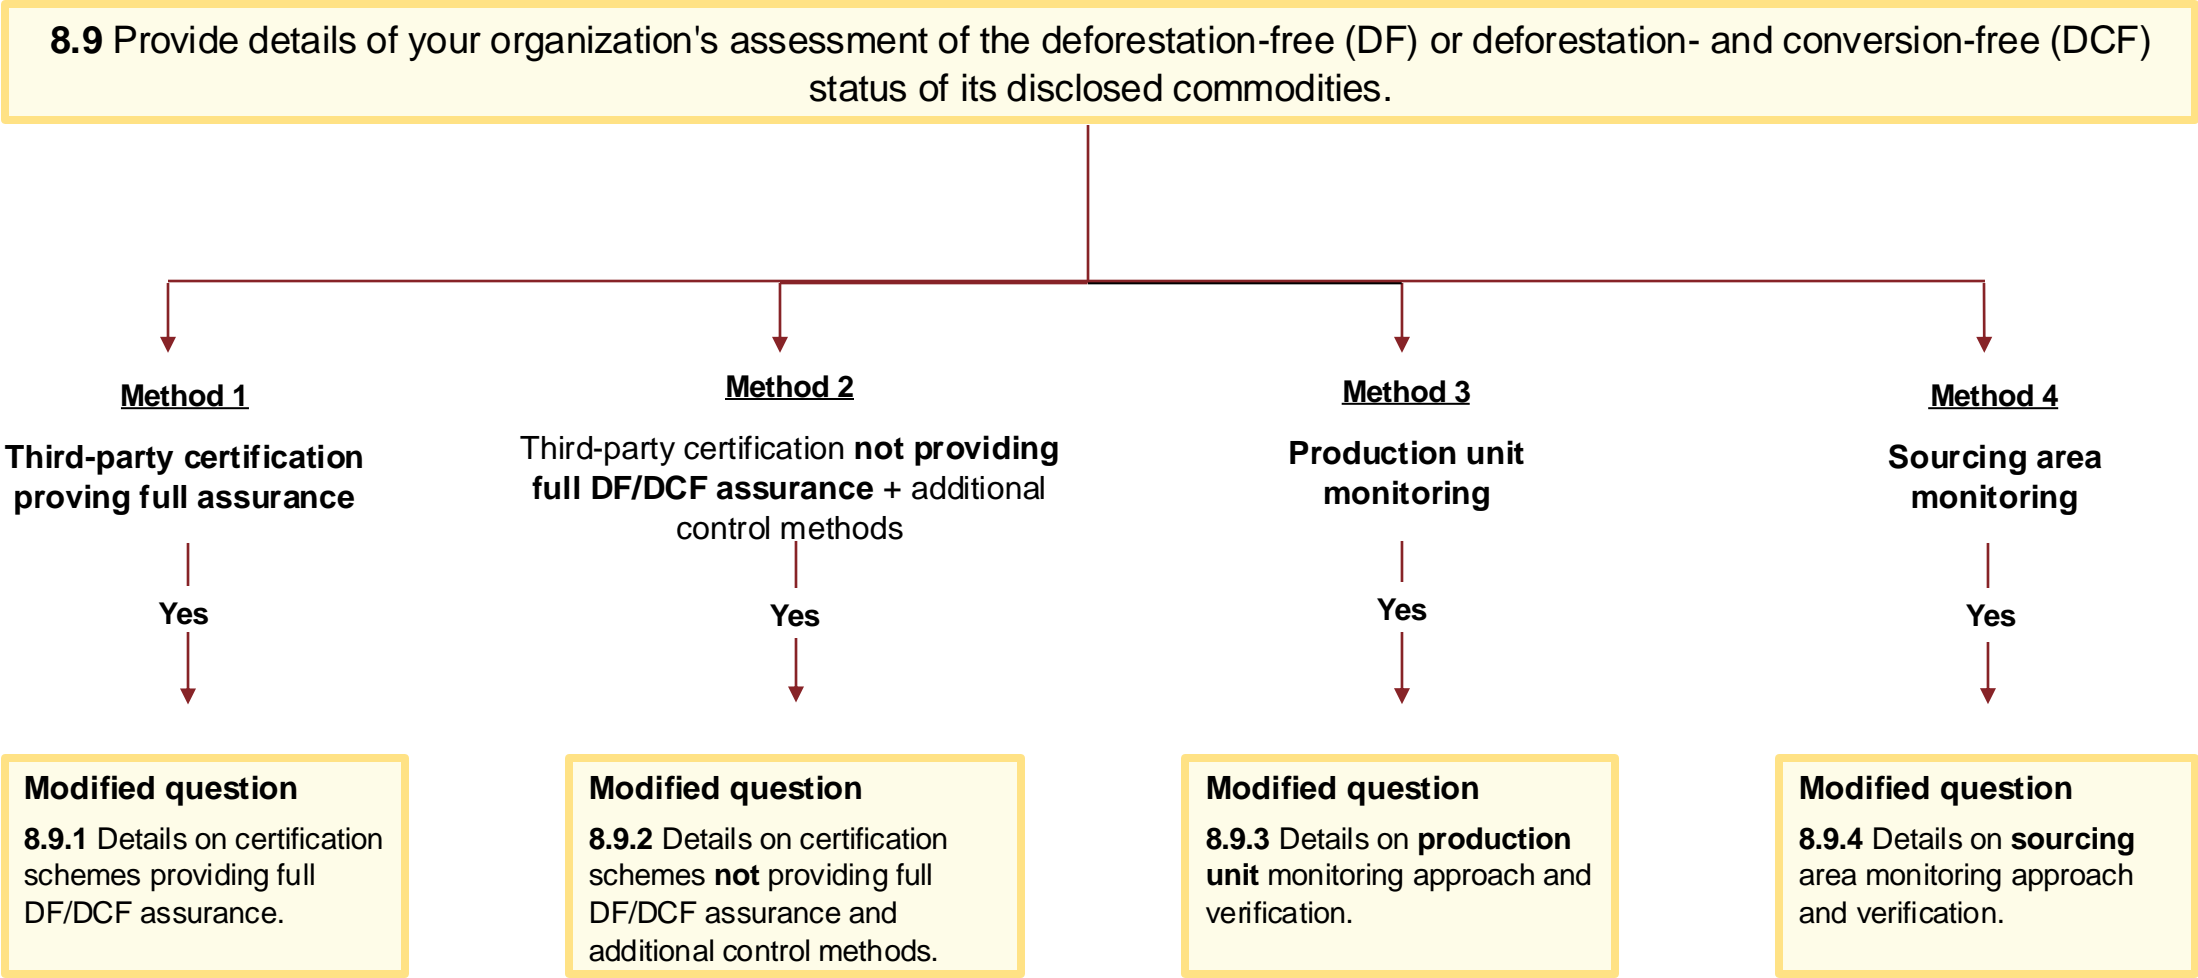 8.9 Provide details of your organization's assessment of the deforestation-free (DF) or deforestation- and conversion-free (DCF)
status of its disclosed commodities.
Method 1
Third-party certification
proving full assurance
Yes
Modified question
8.9.1 Details on certification
schemes providing full
DF/DCF assurance.
Method 2
Third-party certification not providing
full DF/DCF assurance + additional
control methods
Yes
Modified question
8.9.2 Details on certification
schemes not providing full
DF/DCF assurance and
additional control methods.
Method 3
Production unit
monitoring
Yes
Modified question
8.9.3 Details on production
unit monitoring approach and
verification.
Method 4
Sourcing area
monitoring
Yes
Modified question
8.9.4 Details on sourcing
area monitoring approach
and verification.